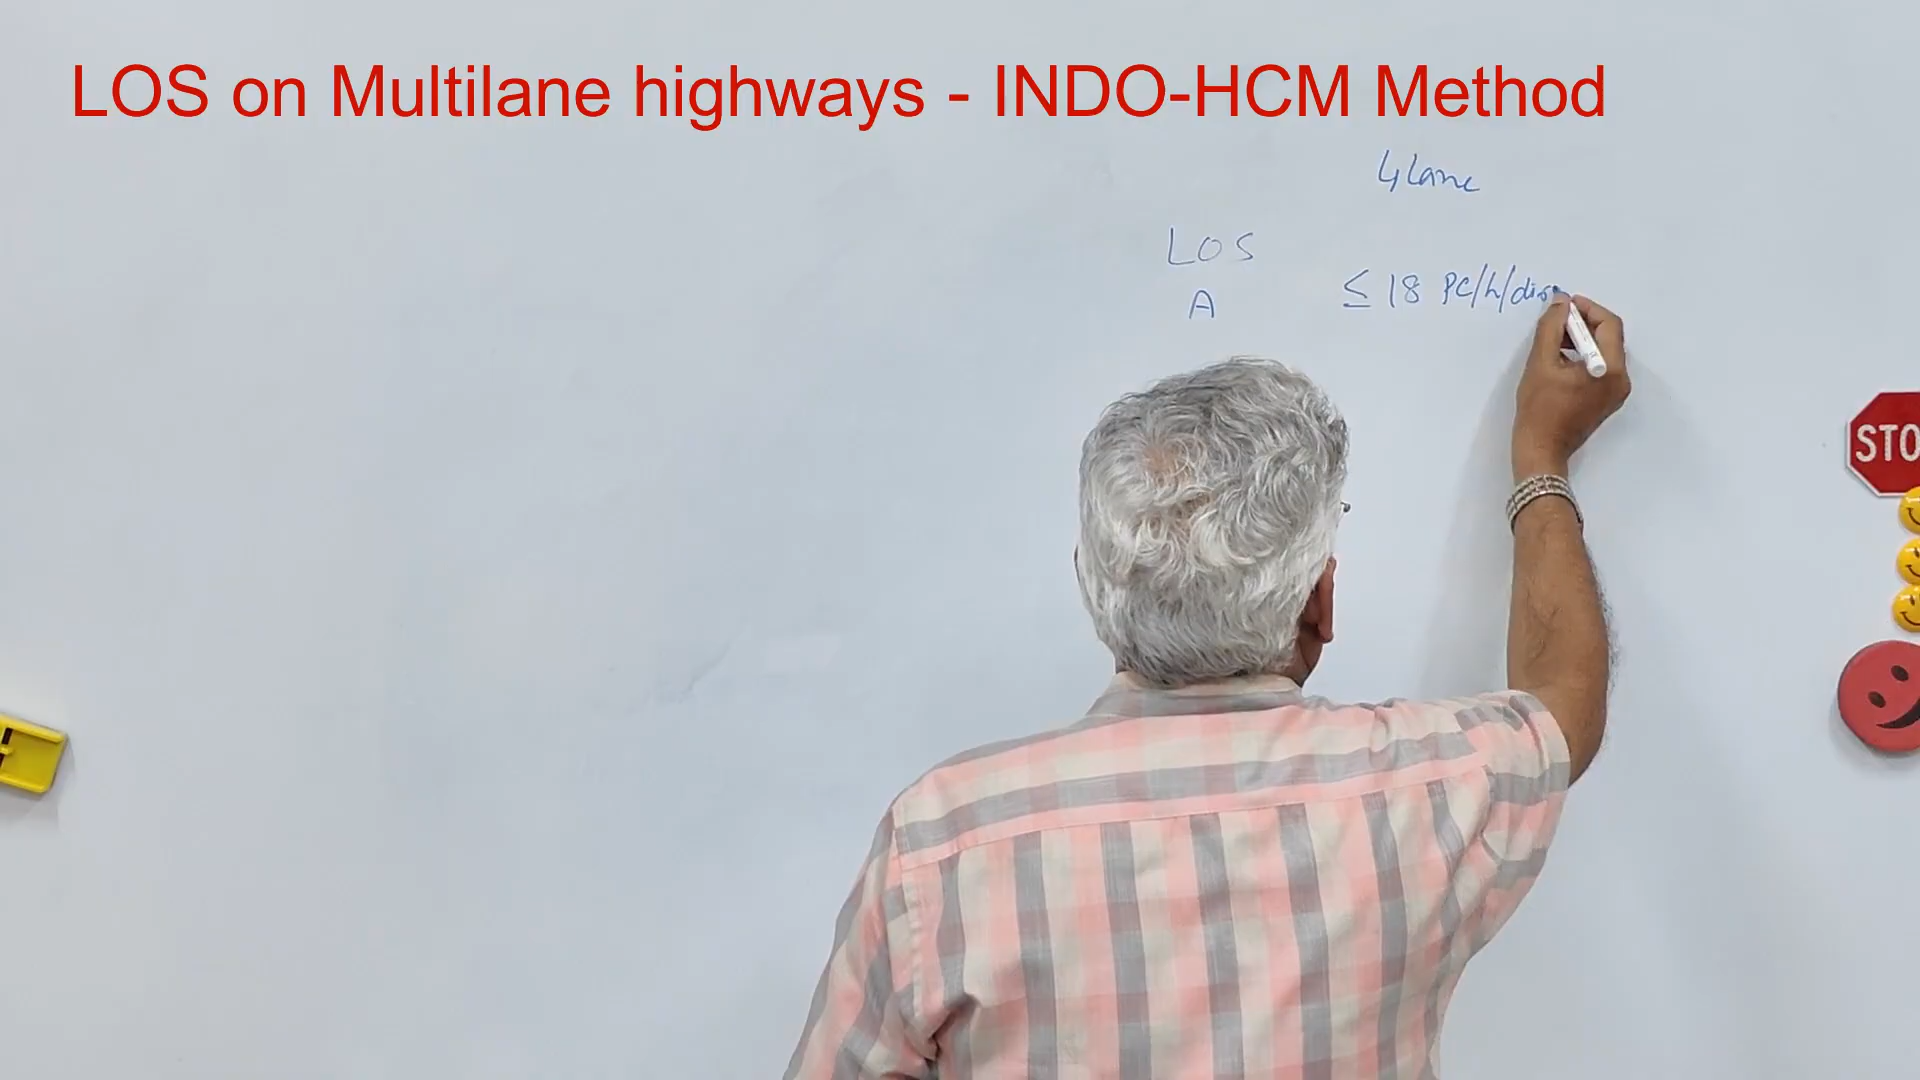 LOS on Multilane highways - INDO-HCM Method
4 Lane
LOS
A ≤ 18 PC/h/dir
STO